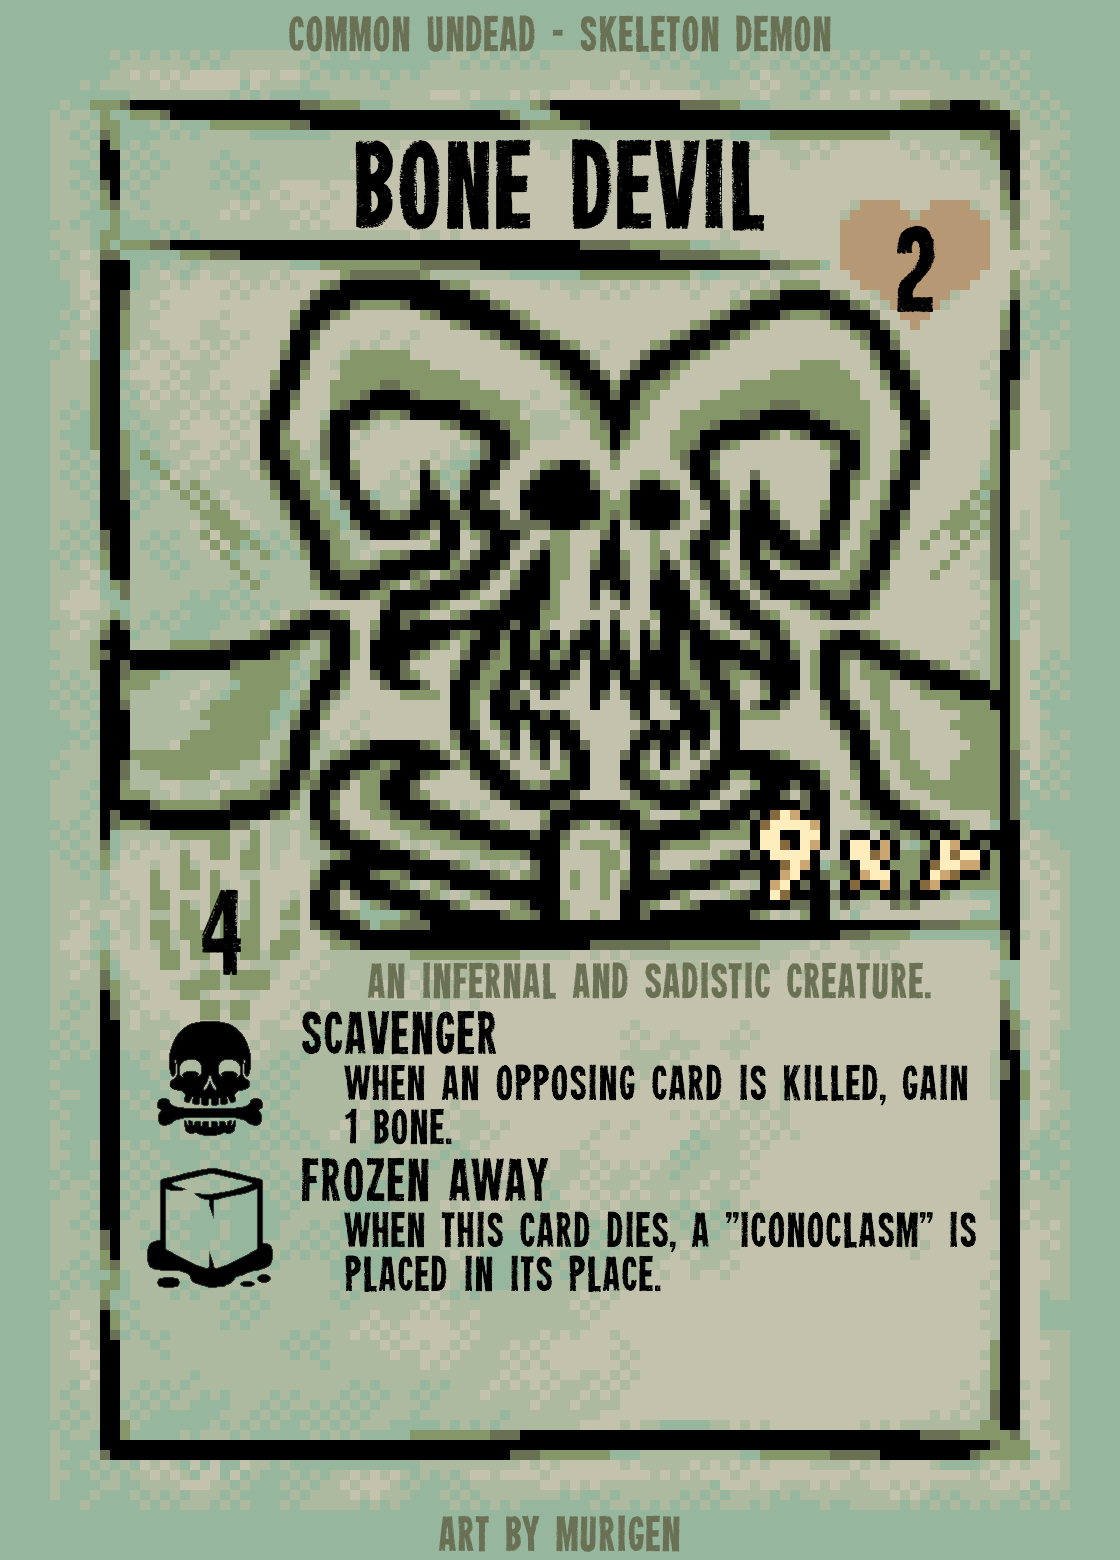 COMMON UNDEAD - SKELETON DEMON
BONE DEVIL
2
9 x
4
AN INFERNAL AND SADISTIC CREATURE.
SCAVENGER
WHEN AN OPPOSING CARD IS KILLED, GAIN
1 BONE.
FROZEN AWAY
WHEN THIS CARD DIES, A "ICONOCLASM" IS
PLACED IN ITS PLACE.
ART BY MURIGEN